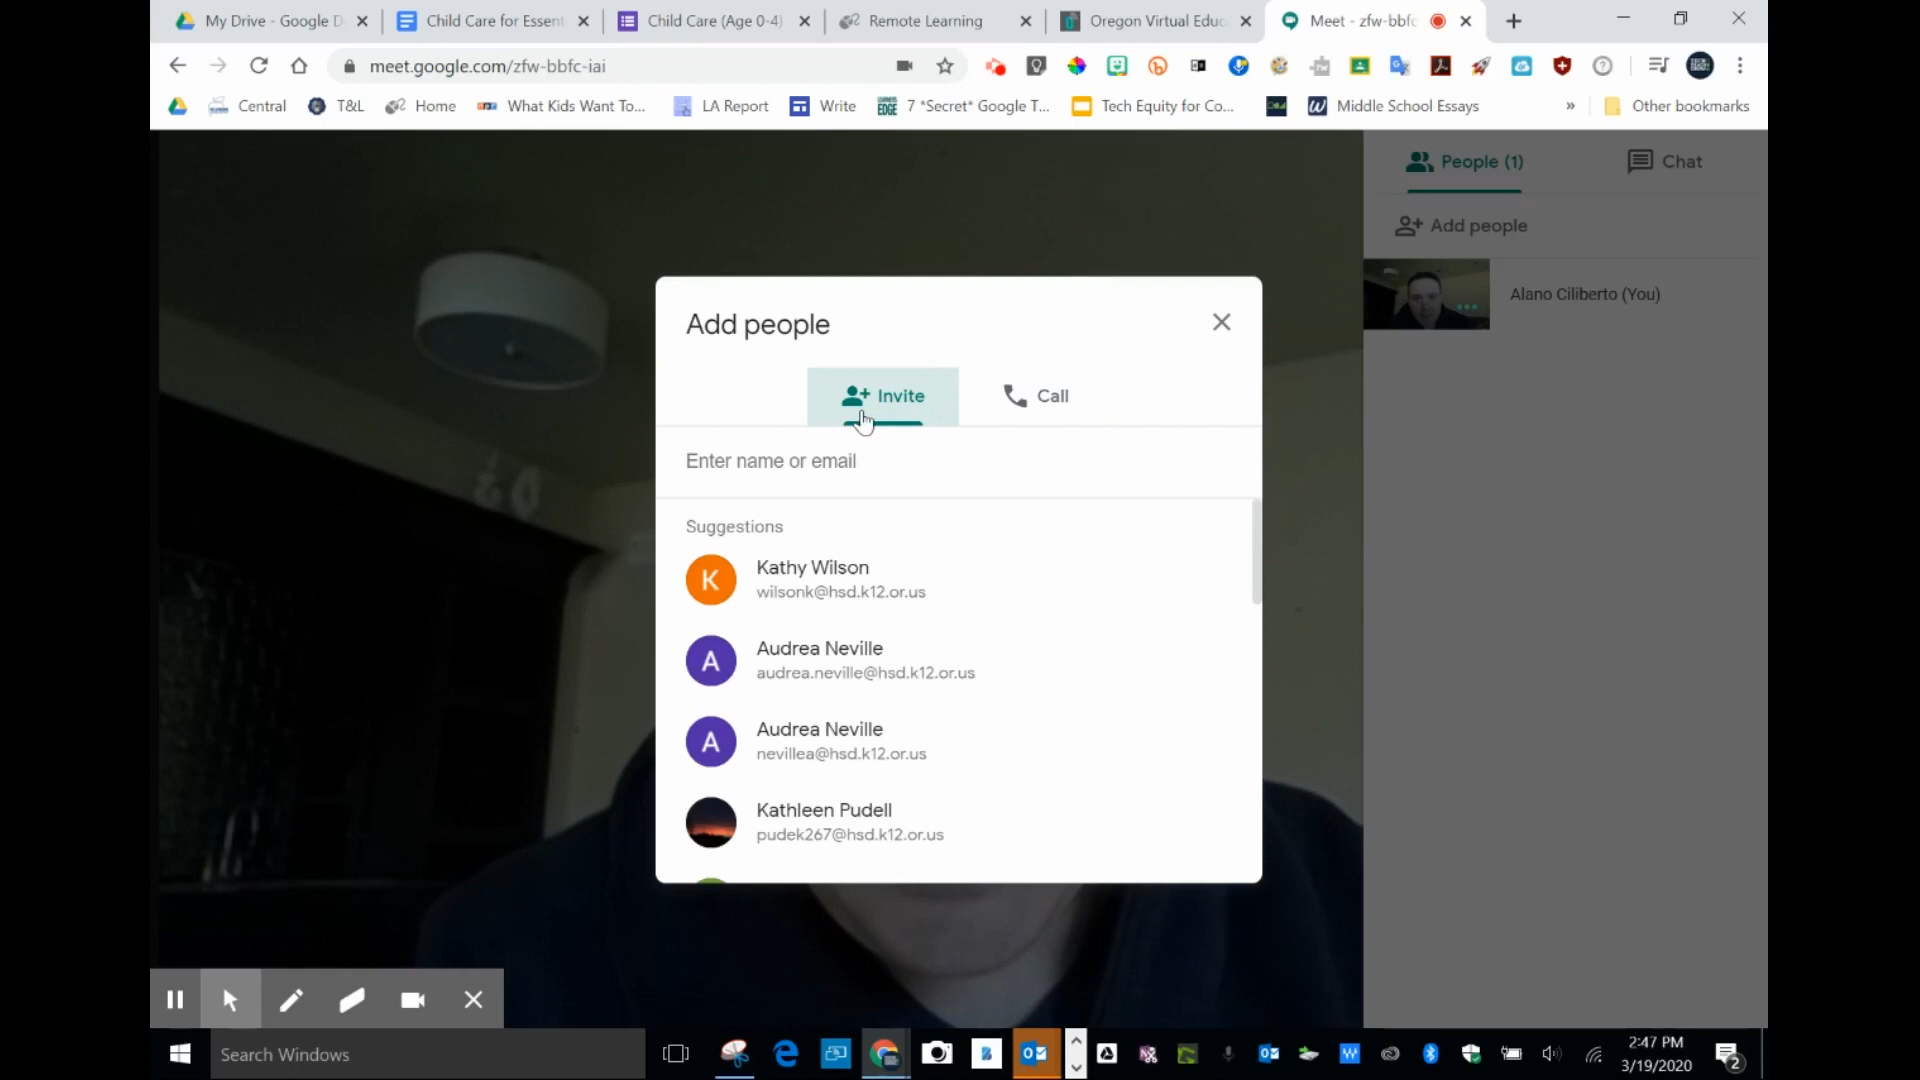 My Drive - Google D
Child Care for Essent
Child Care (Age 0-4)
Remote Learning
Oregon Virtual Educ
Meet - zfw-bbfc
meet.google.com/zfw-bbfc-iai
Central
T&L
Home
What Kids Want To...
LA Report
Write
7 *Secret* Google T...
Tech Equity for Co...
Middle School Essays
»
Other bookmarks
People (1)
Chat
Add people
Alano Ciliberto (You)
Add people
Invite
Call
Enter name or email
Suggestions
K
Kathy Wilson
wilsonk@hsd.k12.or.us
A
Audrea Neville
audrea.neville@hsd.k12.or.us
A
Audrea Neville
nevillea@hsd.k12.or.us
Kathleen Pudell
pudek267@hsd.k12.or.us
Search Windows
2:47 PM
3/19/2020
2